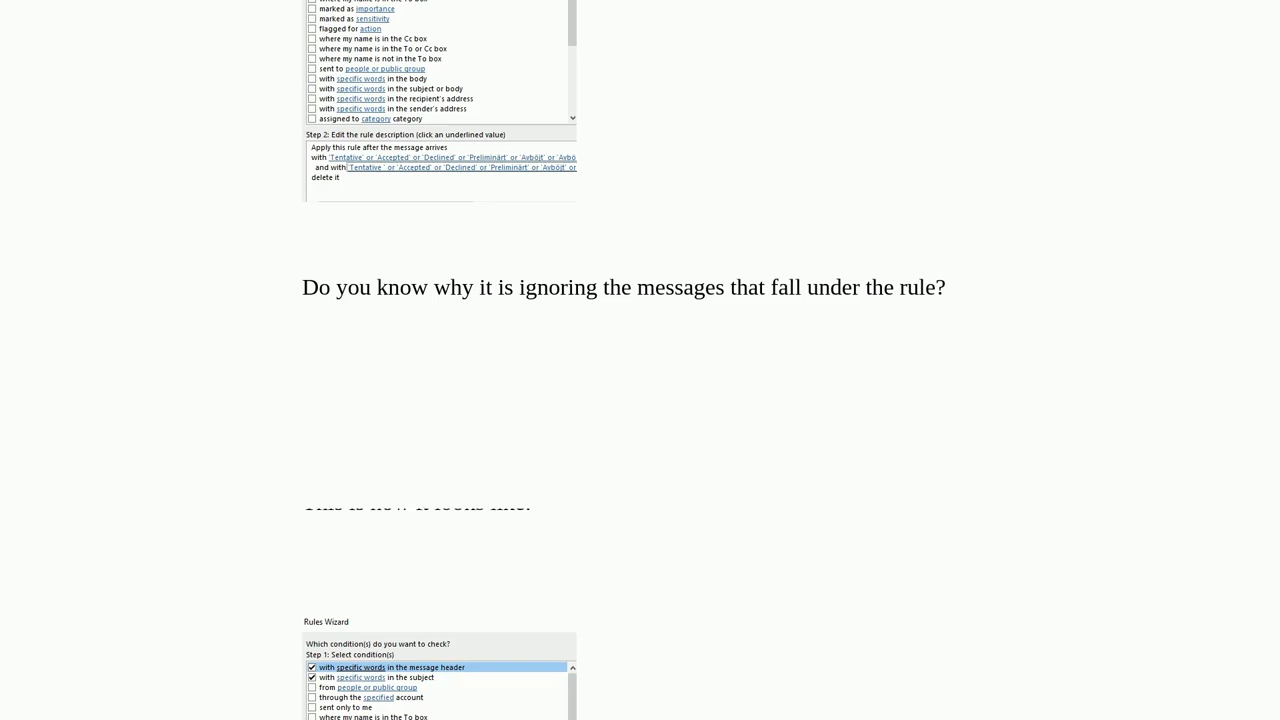 where my name is in the To box
marked as importance
marked as sensitivity
flagged for action
where my name is in the Cc box
where my name is in the To or Cc box
where my name is not in the To box
sent to people or public group
with specific words in the body
with specific words in the subject or body
with specific words in the recipient's address
with specific words in the sender's address
assigned to category category
Step 2: Edit the rule description (click an underlined value)
Apply this rule after the message arrives
with 'Tentative' or 'Accepted' or 'Declined' or 'Preliminärt' or 'Avböjt' or 'Avbö
and with 'Tentative ' or 'Accepted' or 'Declined' or 'Preliminärt' or 'Avböjt' or
delete it
Do you know why it is ignoring the messages that fall under the rule?
Rules Wizard
Which condition(s) do you want to check?
Step 1: Select condition(s)
with specific words in the message header
with specific words in the subject
from people or public group
through the specified account
sent only to me
where my name is in the To box